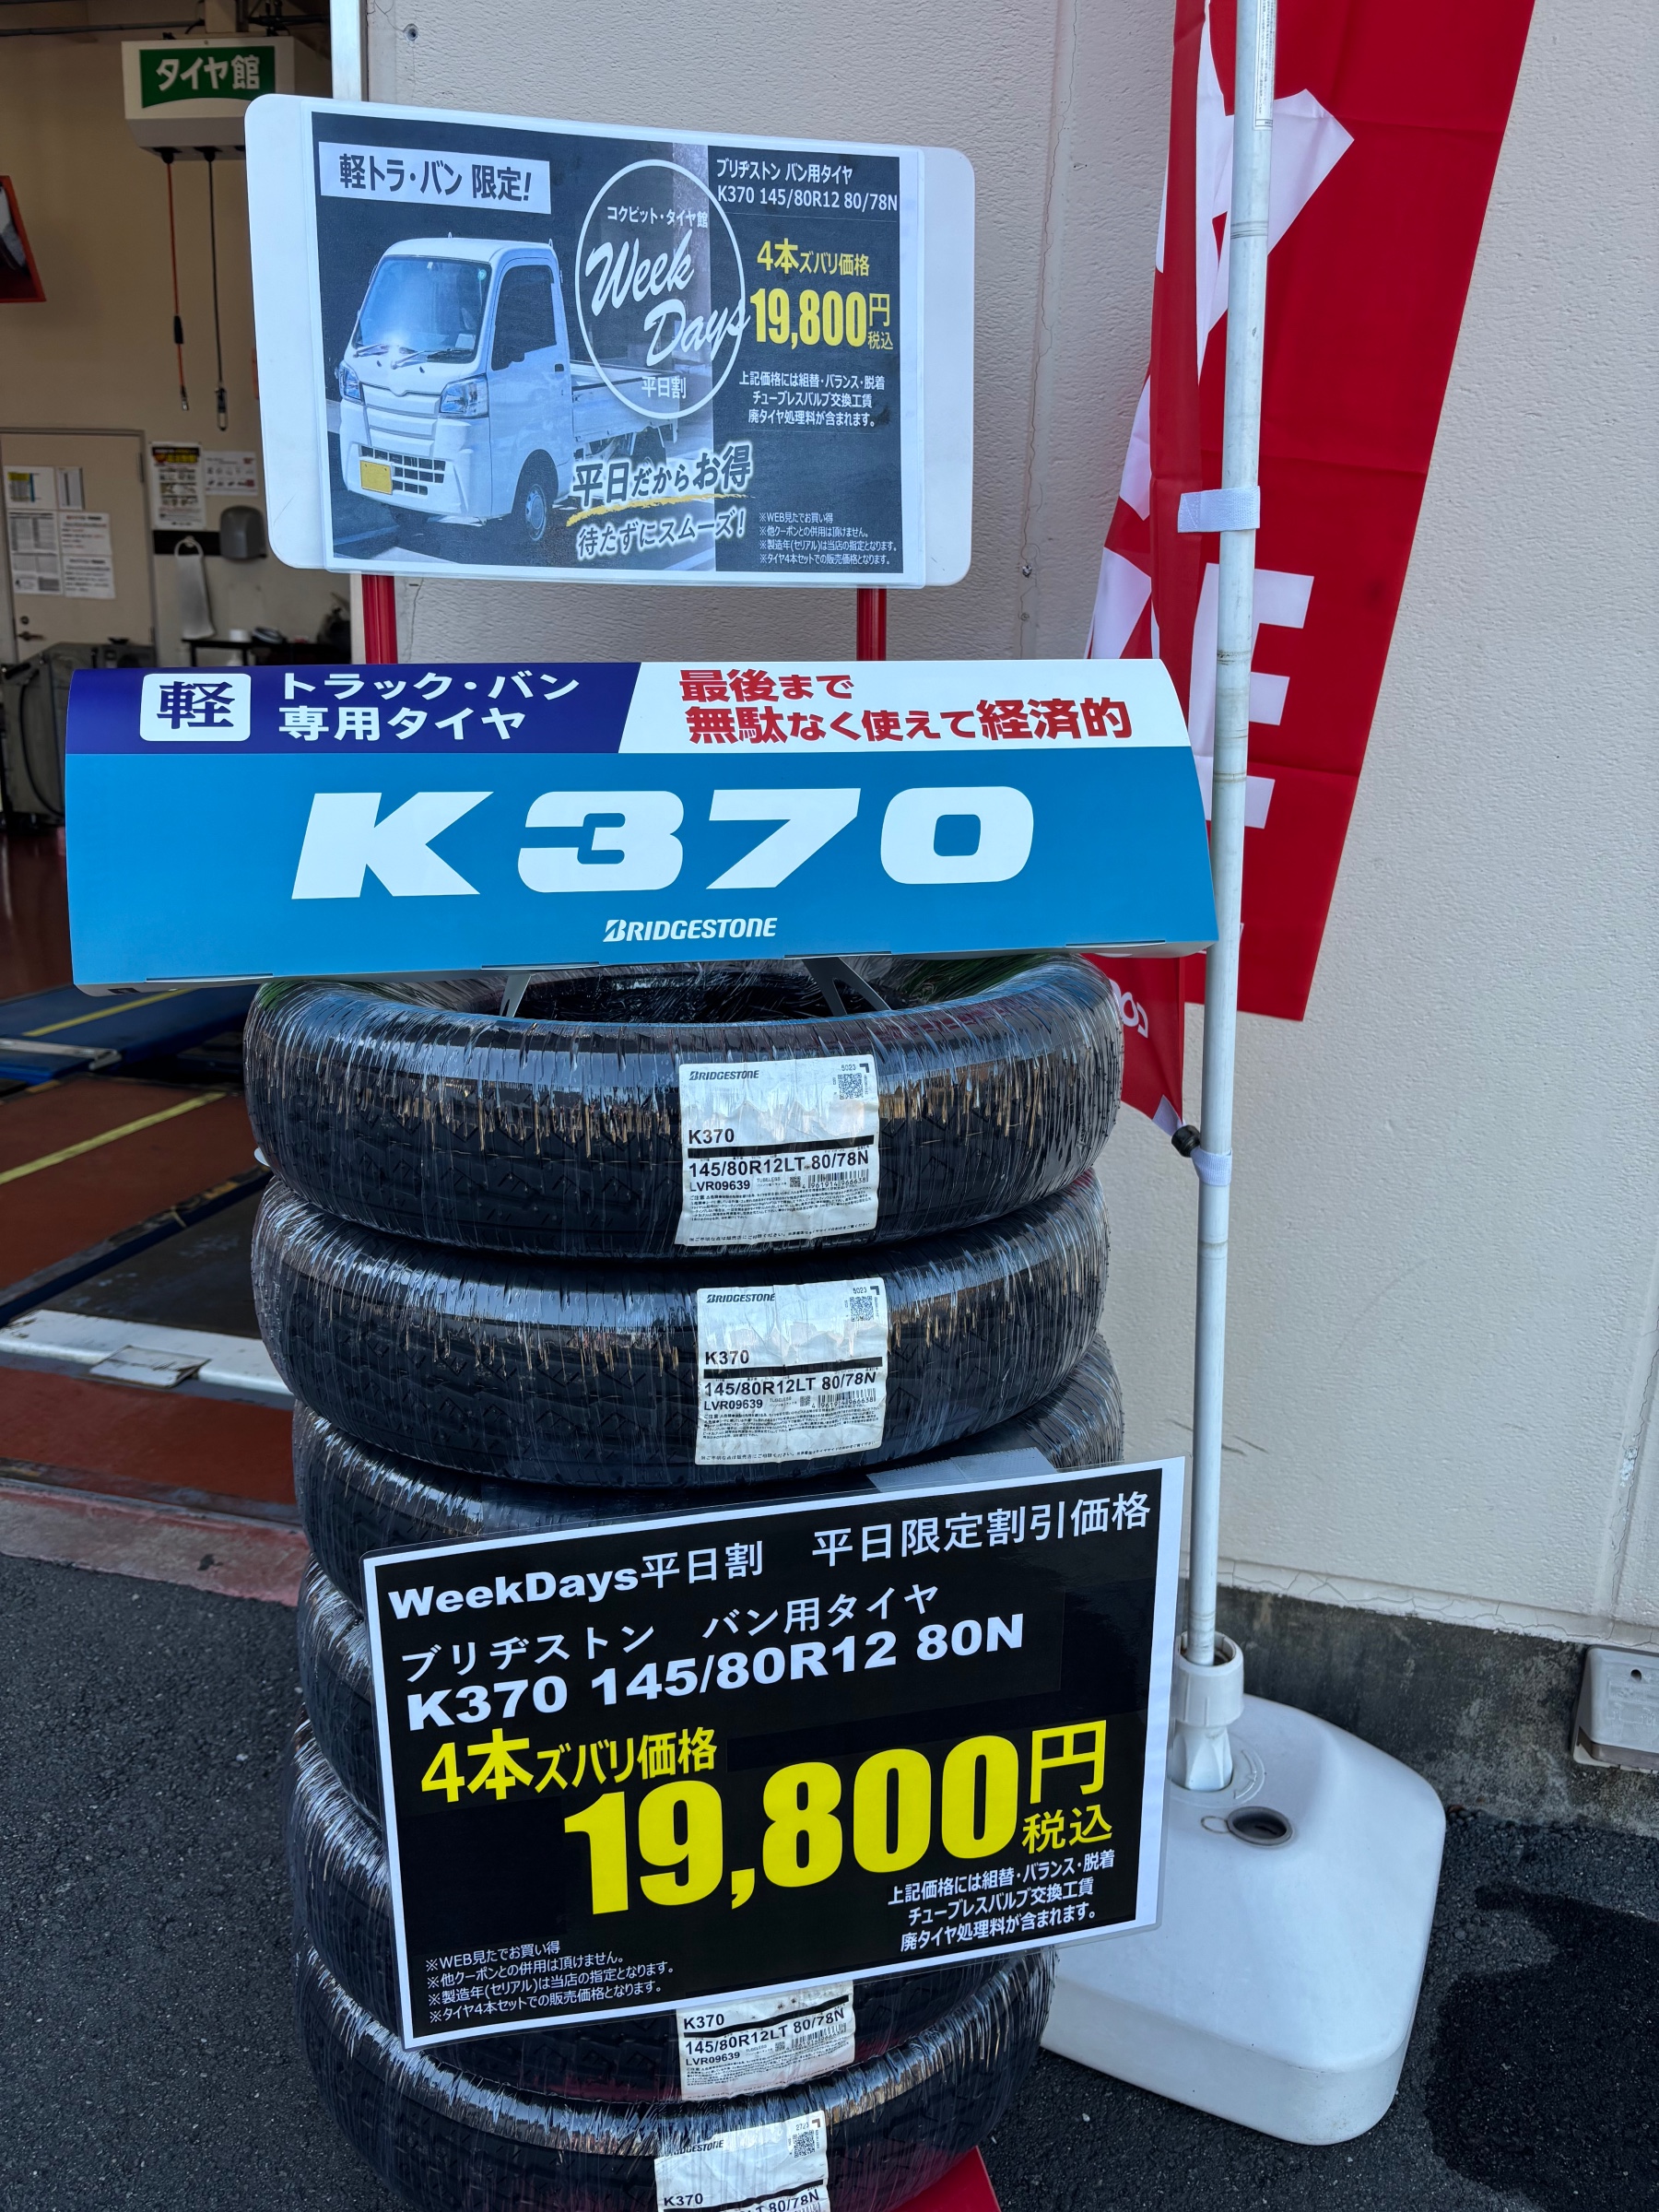 タイヤ館
軽トラ・バン 限定!
コクピット・タイヤ館
Week
Days
平日割
平日だからお得
待たずにスムーズ!
ブリヂストン バン用タイヤ
K370 145/80R12 80/78N
4本ズバリ価格
19,800円
税込
上記価格には組替・バランス・脱着
チューブレスバルブ交換工賃
廃タイヤ処理料が含まれます。
※WEB見たでお買い得
※他クーポンとの併用は頂けません。
※製造年(セリアル)は当店の指定となります。
※タイヤ4本セットでの販売価格となります。
軽 トラック・バン
専用タイヤ
最後まで
無駄なく使えて経済的
K370
BRIDGESTONE
BRIDGESTONE
5023
K370
145/80R12LT 80/78N
LVR09639
BRIDGESTONE
5023
K370
145/80R12LT 80/78N
LVR09639
WeekDays平日割 平日限定割引価格
ブリヂストン バン用タイヤ
K370 145/80R12 80N
4本ズバリ価格
19,800円
税込
上記価格には組替・バランス・脱着
チューブレスバルブ交換工賃
廃タイヤ処理料が含まれます。
※WEB見たでお買い得
※他クーポンとの併用は頂けません。
※製造年(セリアル)は当店の指定となります。
※タイヤ4本セットでの販売価格となります。
K370
145/80R12LT 80/78N
LVR09639
BRIDGESTONE
2723
K370
145/80R12LT 80/78N